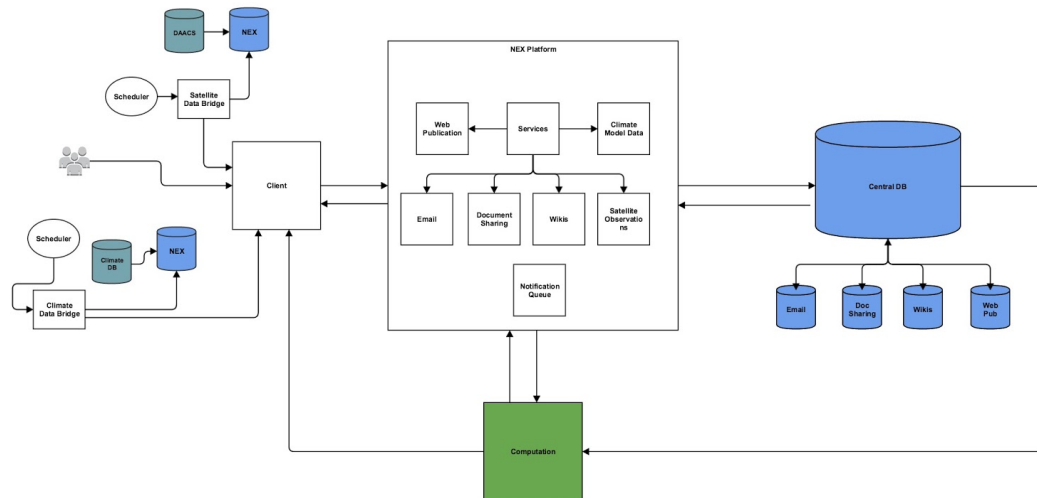 DAACS
NEX
Scheduler
Satellite
Data Bridge
NEX Platform
Web
Publication
Services
Climate
Model Data
Client
Email
Document
Sharing
Wikis
Satellite
Observatio
ns
Central DB
Scheduler
Climate
DB
NEX
Climate
Data Bridge
Notification
Queue
Email
Doc
Sharing
Wikis
Web
Pub
Computation